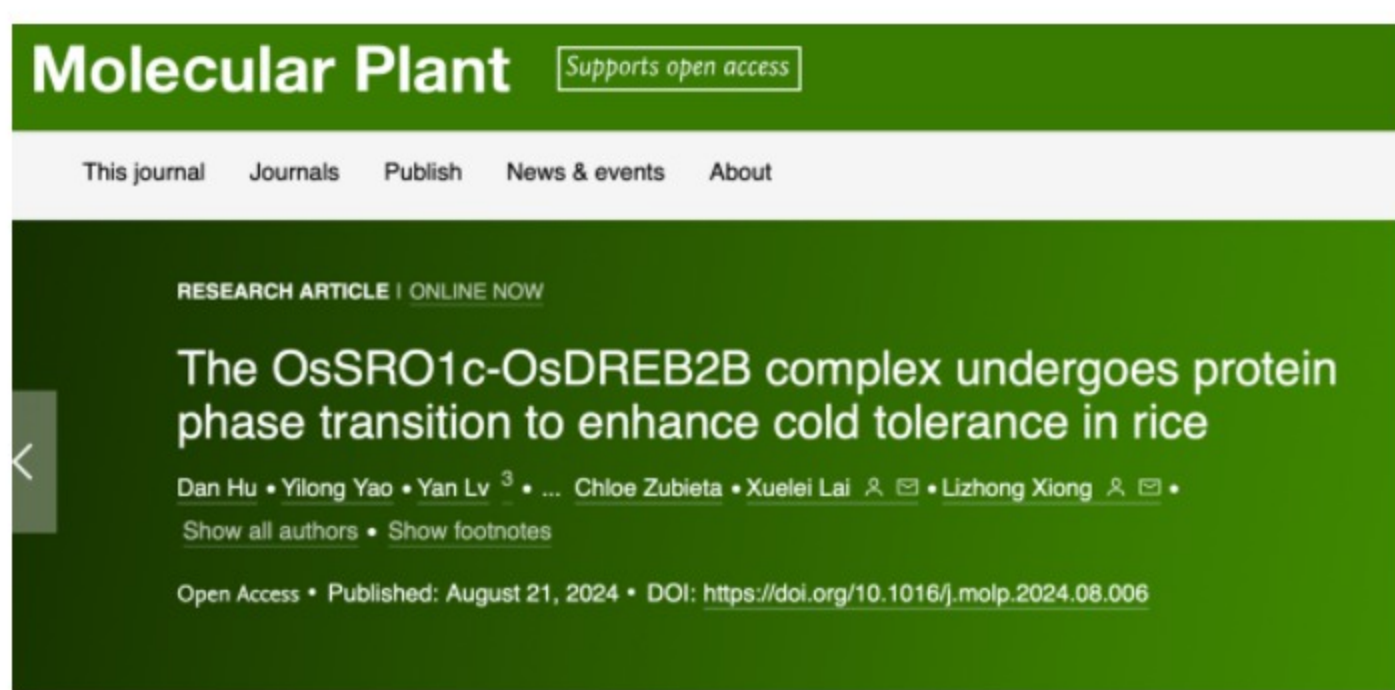 Molecular Plant Supports open access
This journal Journals Publish News & events About
RESEARCH ARTICLE | ONLINE NOW
The OsSRO1c-OsDREB2B complex undergoes protein
phase transition to enhance cold tolerance in rice
Dan Hu • Yilong Yao • Yan Lv 3 • ... Chloe Zubieta • Xuelei Lai • Lizhong Xiong •
Show all authors • Show footnotes
Open Access • Published: August 21, 2024 • DOI: https://doi.org/10.1016/j.molp.2024.08.006